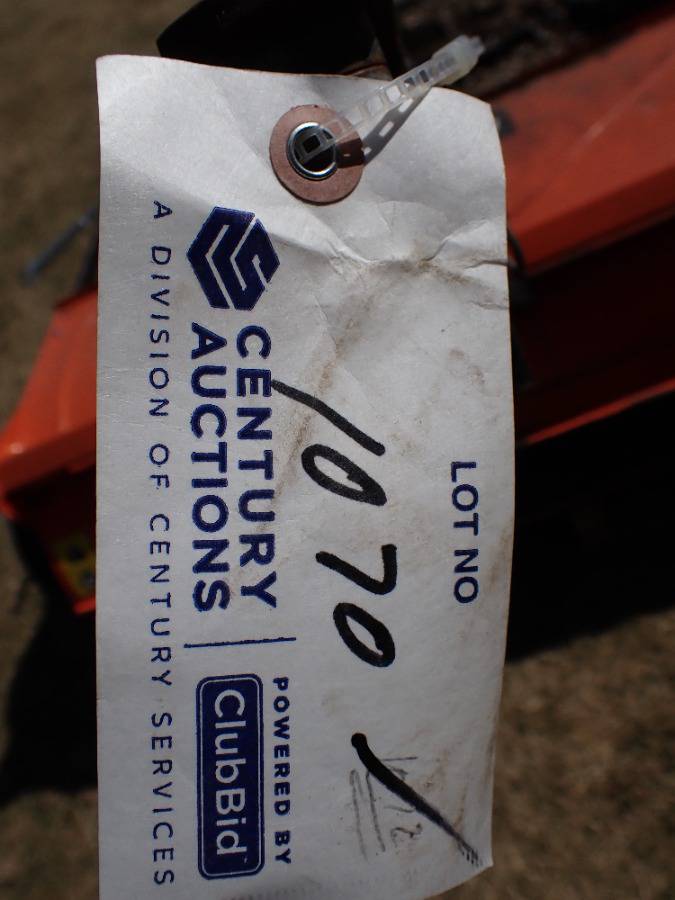 LOT NO
1070
CENTURY
AUCTIONS
POWERED BY
ClubBid
A DIVISION OF CENTURY SERVICES